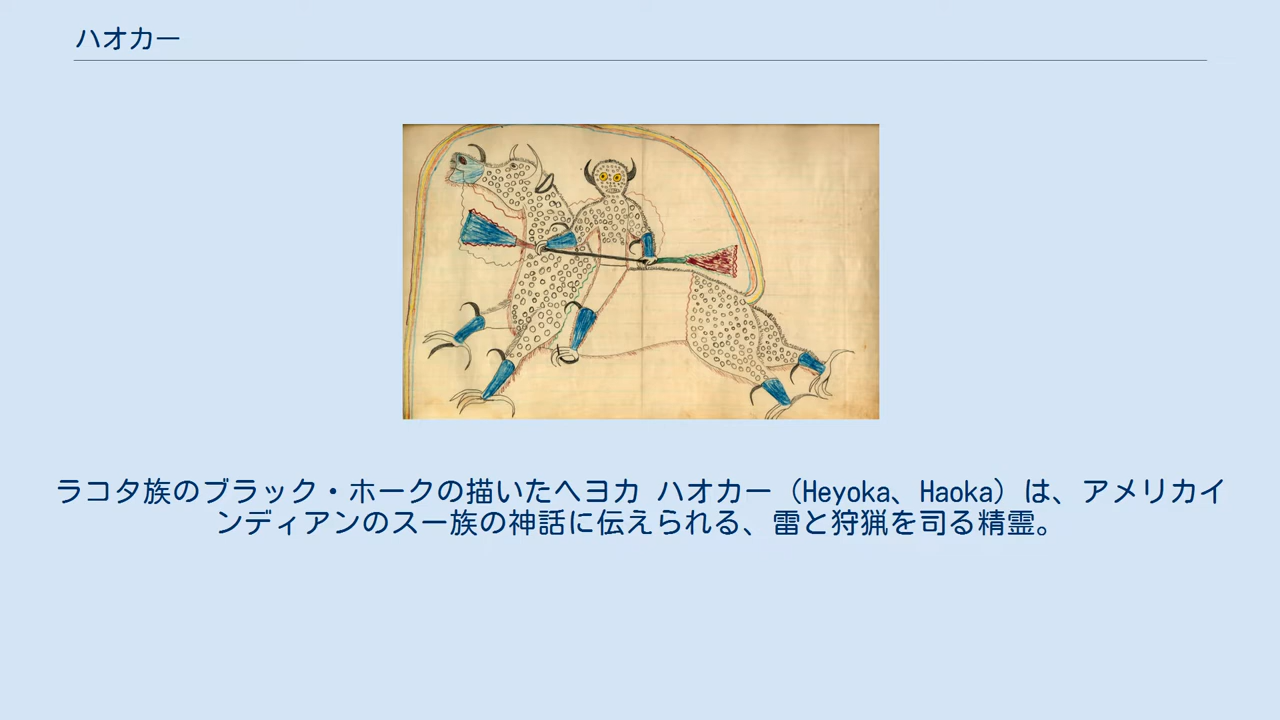 ハオカー
ラコタ族のブラック・ホークの描いたヘヨカ ハオカー（Heyoka、Haoka）は、アメリカイ
ンディアンのスー族の神話に伝えられる、雷と狩猟を司る精霊。